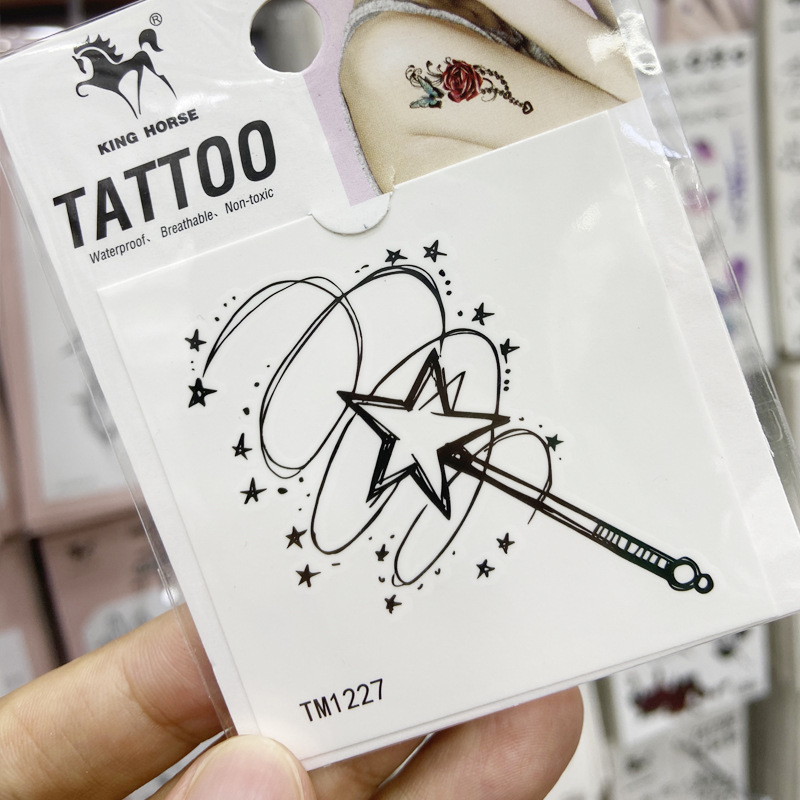 ®
KING HORSE
TATTOO
Waterproof、Breathable、Non-toxic
TM1227